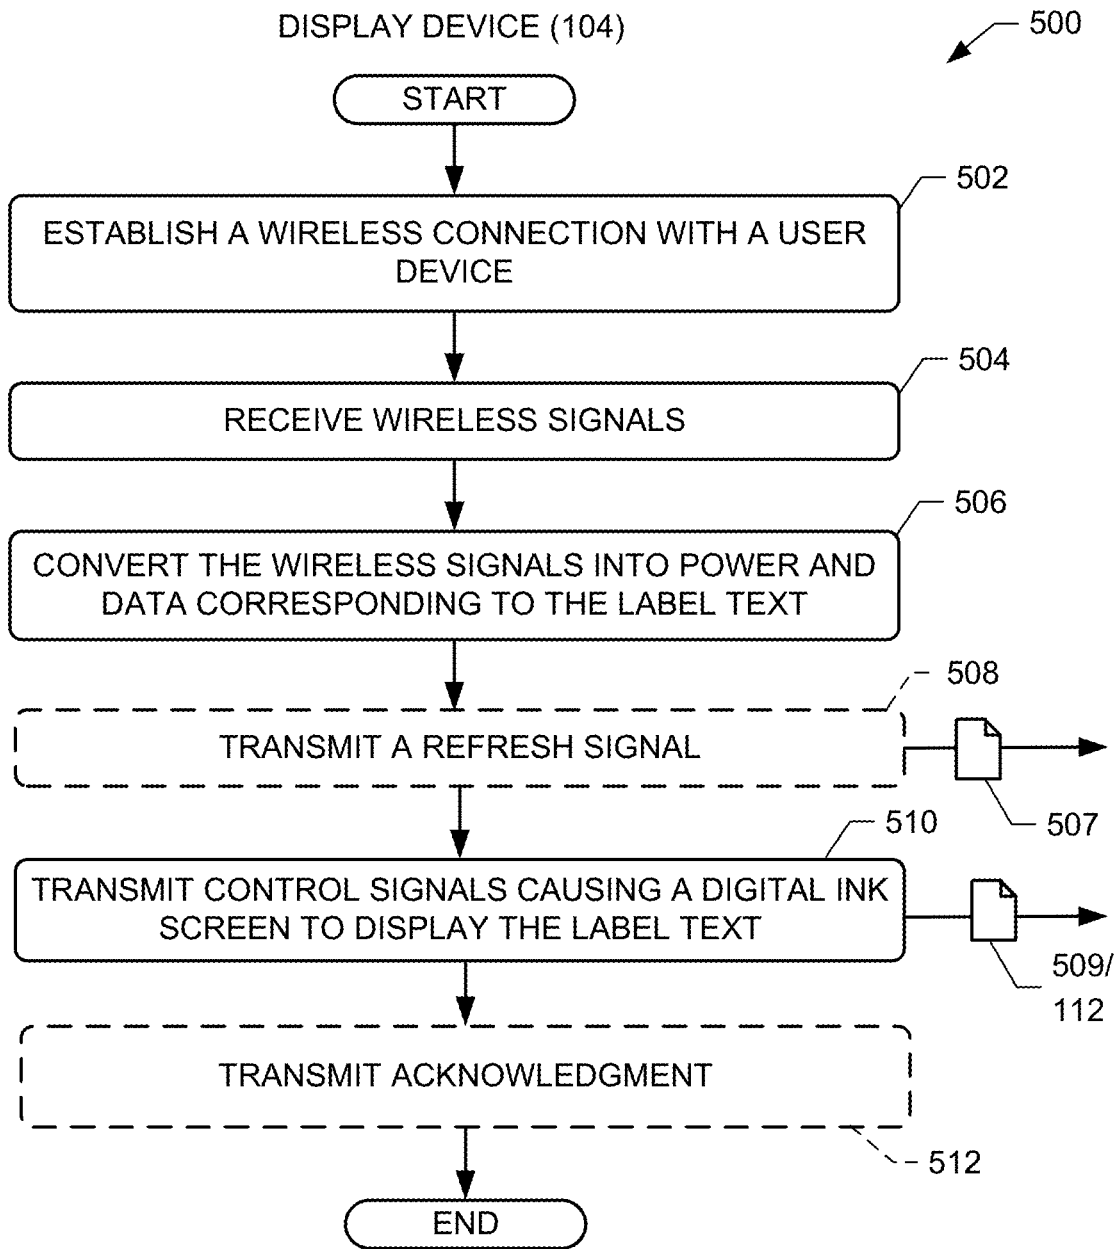 DISPLAY DEVICE (104)
500
START
502
ESTABLISH A WIRELESS CONNECTION WITH A USER
DEVICE
504
RECEIVE WIRELESS SIGNALS
506
CONVERT THE WIRELESS SIGNALS INTO POWER AND
DATA CORRESPONDING TO THE LABEL TEXT
508
TRANSMIT A REFRESH SIGNAL
507
510
TRANSMIT CONTROL SIGNALS CAUSING A DIGITAL INK
SCREEN TO DISPLAY THE LABEL TEXT
509/
112
TRANSMIT ACKNOWLEDGMENT
512
END